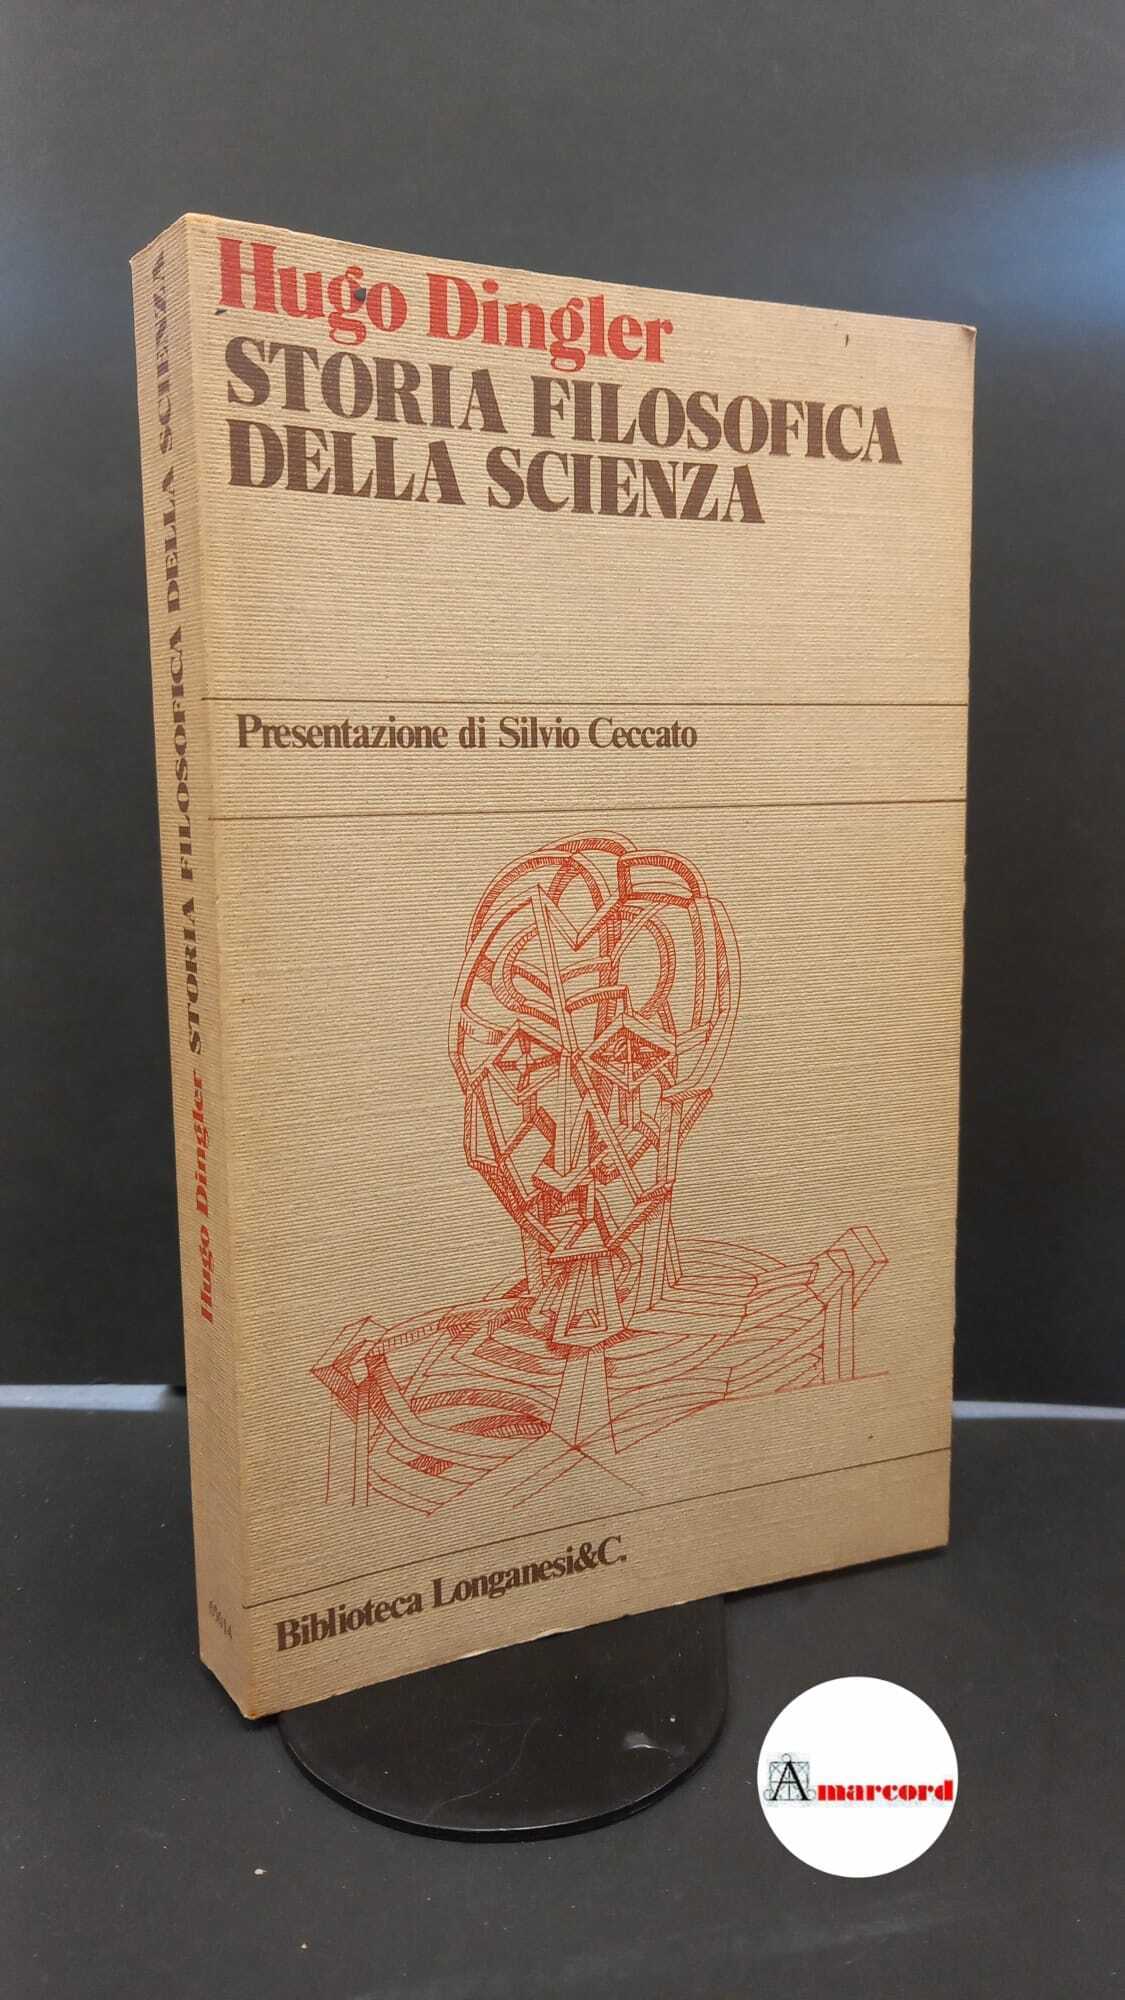 Hugo Dingler
STORIA FILOSOFICA
DELLA SCIENZA
Presentazione di Silvio Ceccato
Biblioteca Longanesi&C.
Hugo Dingler STORIA FILOSOFICA DELLA SCIENZA
Amarcord